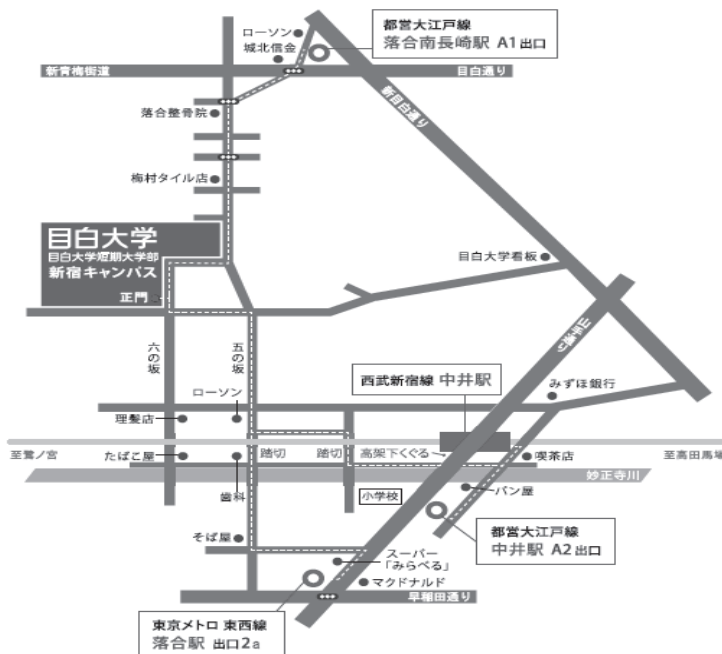 都営大江戸線
落合南長崎駅 A1出口
ローソン
城北信金
新青梅街道
目白通り
新目白通り
落合整骨院
梅村タイル店
目白大学
目白大学短期大学部
新宿キャンパス
正門
目白大学看板
山手通り
六の坂
五の坂
西武新宿線 中井駅
みずほ銀行
ローソン
理髪店
至鷺ノ宮
たばこ屋
踏切
踏切
高架下くぐる
喫茶店
至高田馬場
妙正寺川
歯科
小学校
パン屋
そば屋
都営大江戸線
中井駅 A2出口
スーパー
「みらべる」
マクドナルド
早稲田通り
東京メトロ 東西線
落合駅 出口2a